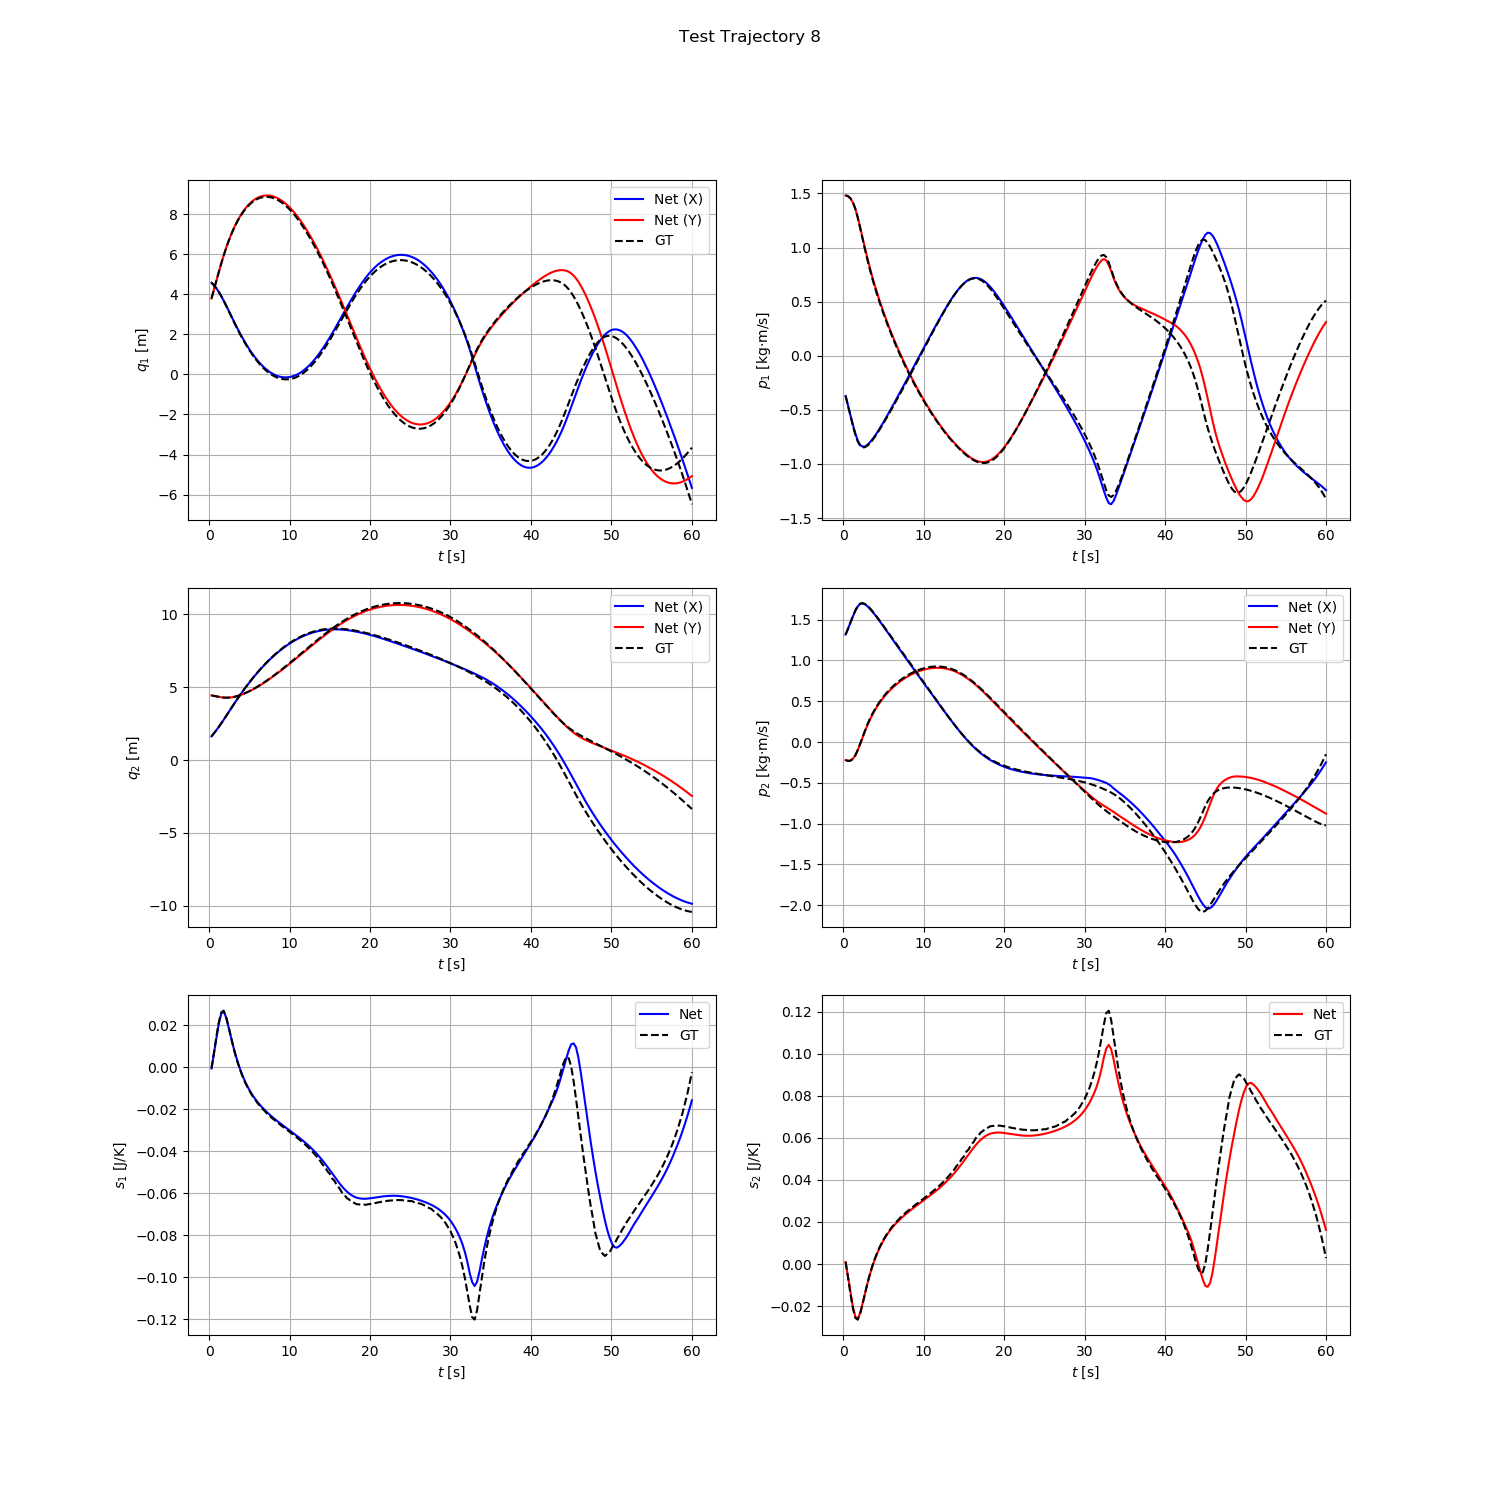 Test Trajectory 8
q₁ [m]
8
6
4
2
0
−2
−4
−6
0 10 20 30 40 50 60
t [s]
Net (X)
Net (Y)
GT
p₁ [kg·m/s]
1.5
1.0
0.5
0.0
−0.5
−1.0
−1.5
0 10 20 30 40 50 60
t [s]
q₂ [m]
10
5
0
−5
−10
0 10 20 30 40 50 60
t [s]
Net (X)
Net (Y)
GT
p₂ [kg·m/s]
1.5
1.0
0.5
0.0
−0.5
−1.0
−1.5
−2.0
0 10 20 30 40 50 60
t [s]
Net (X)
Net (Y)
GT
s₁ [J/K]
0.02
0.00
−0.02
−0.04
−0.06
−0.08
−0.10
−0.12
0 10 20 30 40 50 60
t [s]
Net
GT
s₂ [J/K]
0.12
0.10
0.08
0.06
0.04
0.02
0.00
−0.02
0 10 20 30 40 50 60
t [s]
Net
GT